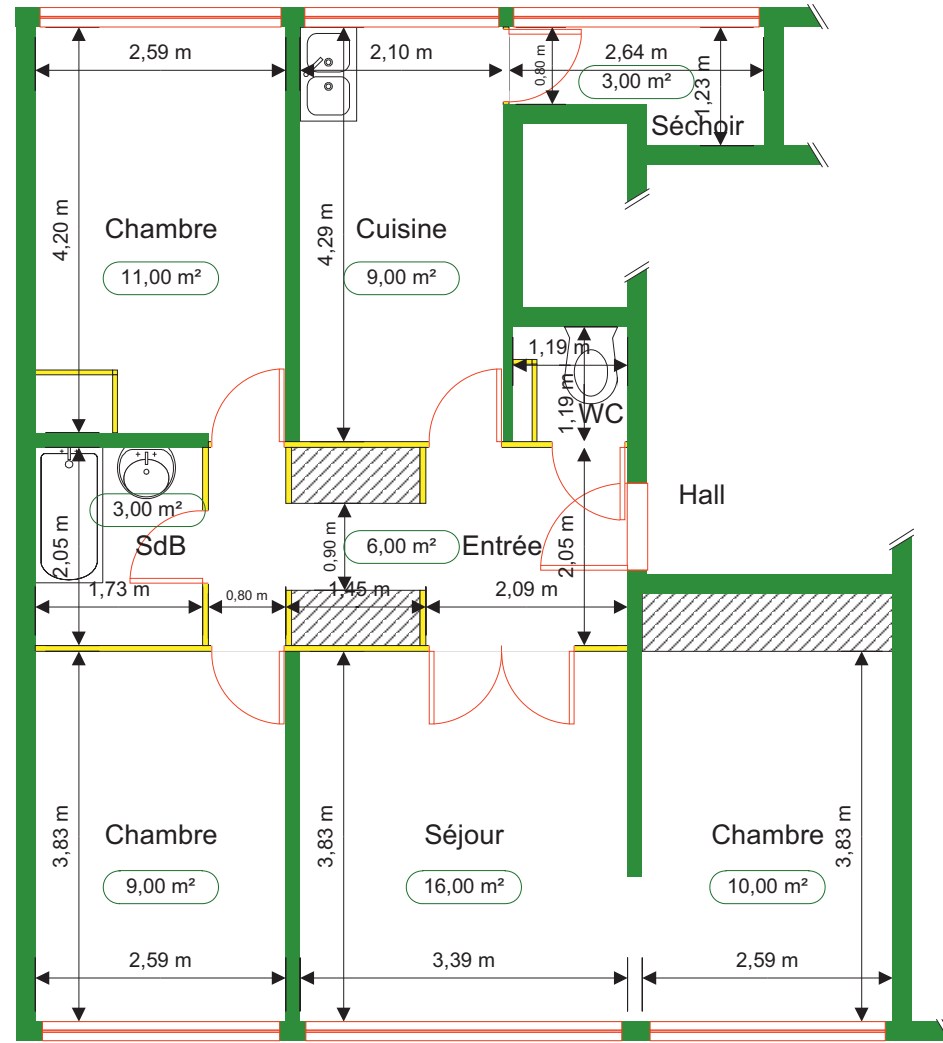 2,59 m
2,10 m
0,80 m
2,64 m
3,00 m²
1,23 m
Séchoir
4,20 m
Chambre
11,00 m²
4,29 m
Cuisine
9,00 m²
1,19 m
1,19 m
WC
3,00 m²
SdB
2,05 m
1,73 m
0,80 m
0,90 m
1,45 m
6,00 m²
Entrée
2,05 m
2,09 m
Hall
3,83 m
Chambre
9,00 m²
2,59 m
3,83 m
Séjour
16,00 m²
3,39 m
Chambre
10,00 m²
3,83 m
2,59 m